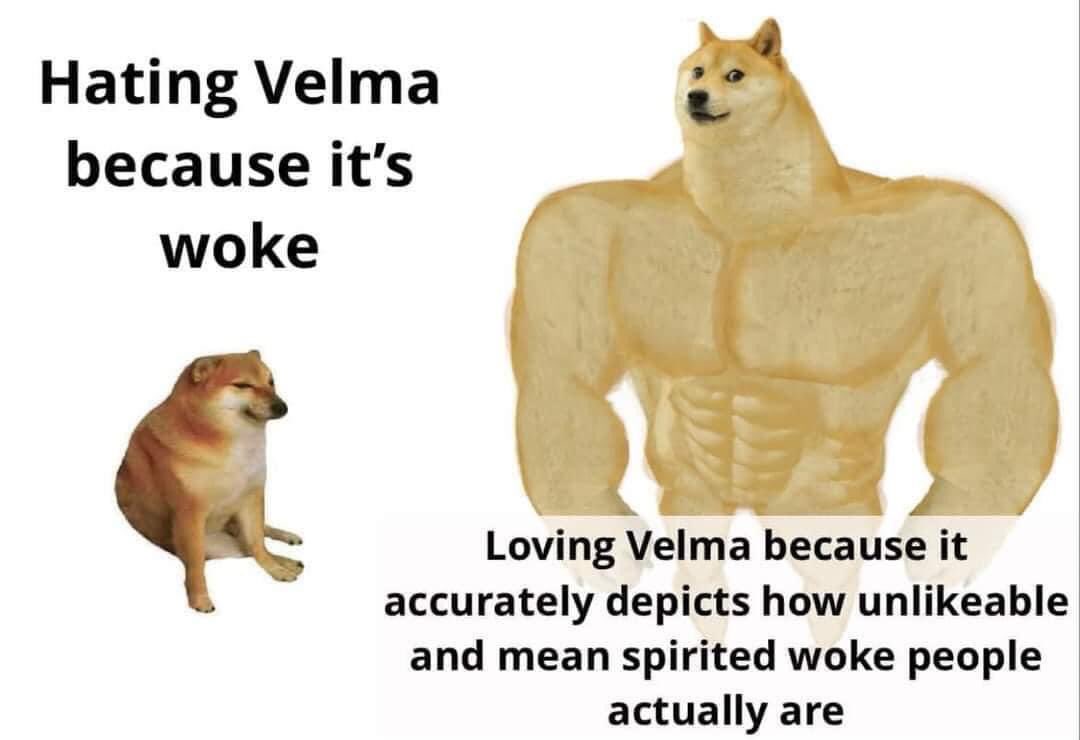 Hating Velma
because it’s
woke
Loving Velma because it
accurately depicts how unlikeable
and mean spirited woke people
actually are